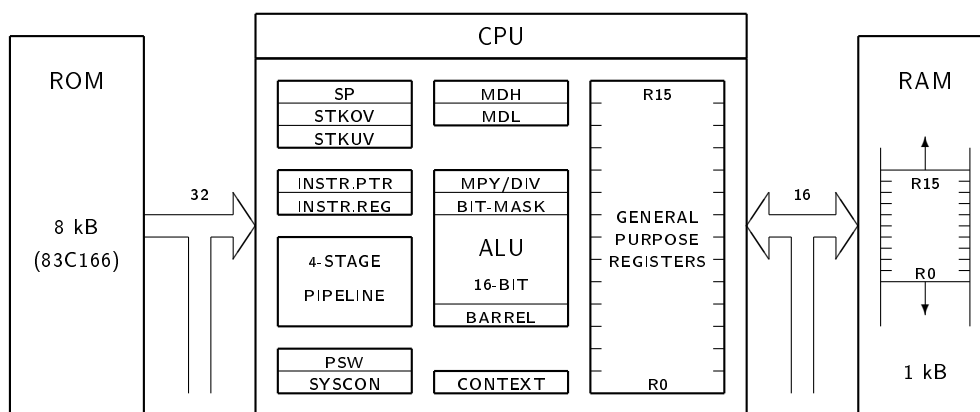 CPU
ROM
8 kB
(83C166)
32
SP
STKOV
STKUV
INSTR.PTR
INSTR.REG
4-STAGE
PIPELINE
PSW
SYSCON
MDH
MDL
MPY/DIV
BIT-MASK
ALU
16-BIT
BARREL
CONTEXT
R15
GENERAL
PURPOSE
REGISTERS
R0
16
RAM
R15
R0
1 kB